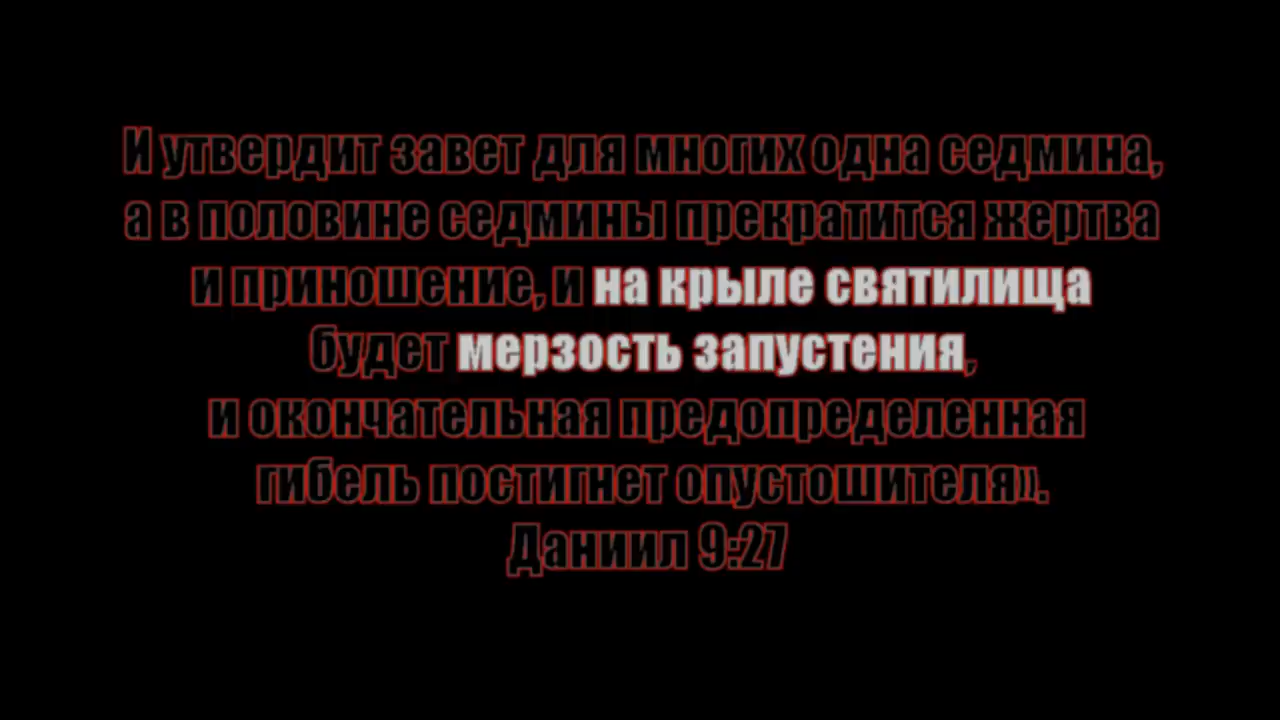 И утвердит завет для многих одна седмина,
а в половине седмины прекратится жертва
и приношение, и на крыле святилища
будет мерзость запустения,
и окончательная предопределенная
гибель постигнет опустошителя».
Даниил 9:27